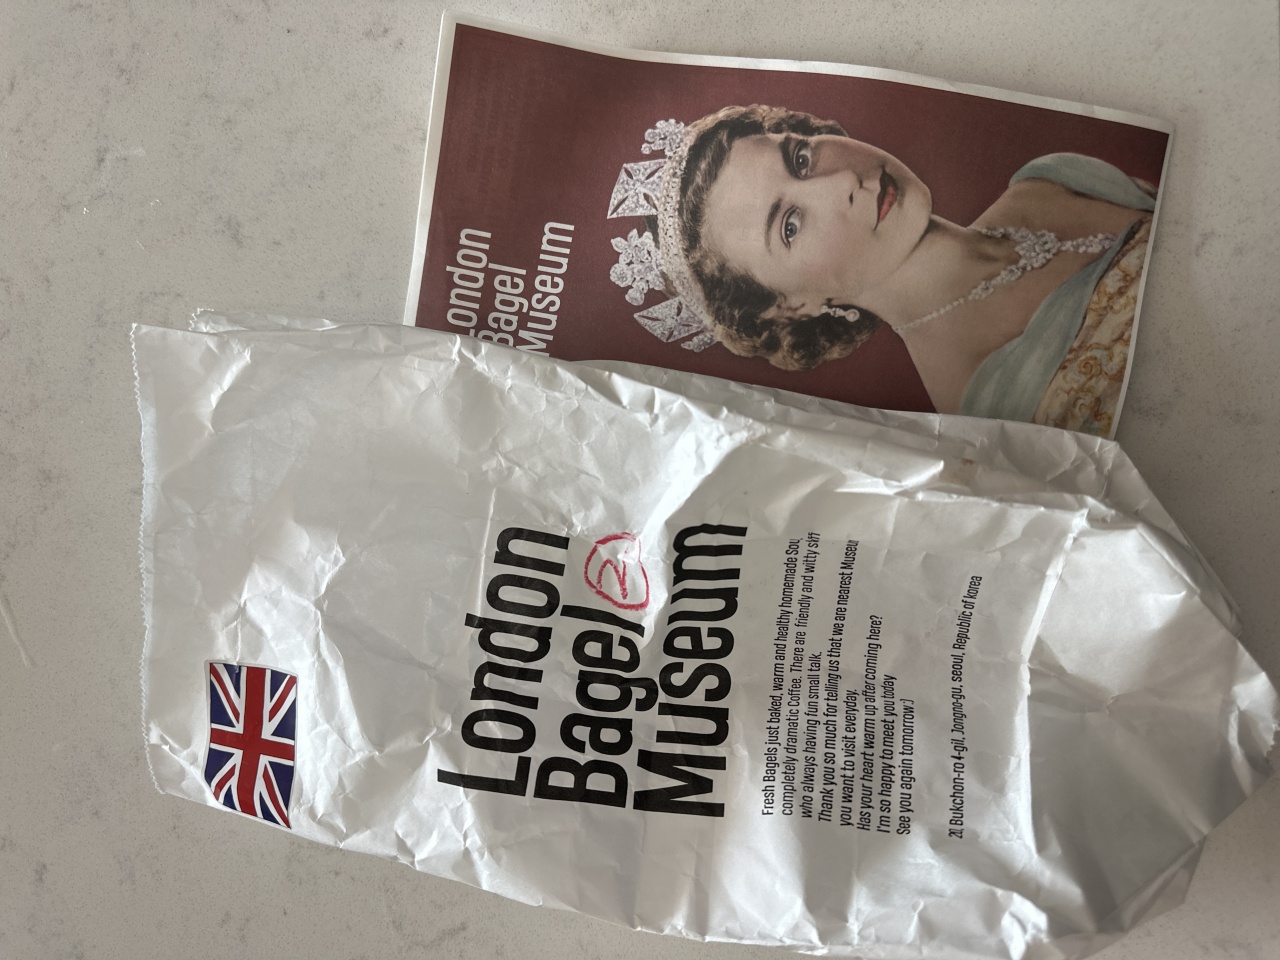 London
Bagel
Museum
London
Bagel
2
Museum
Fresh Bagels just baked, warm and healthy homemade
completely dramatic Coffee. There are friendly and witty
who always having fun small talk.
Thank you so much for telling us that we are nearest
you want to visit everyday.
Has your heart warm up after coming here?
I'm so happy to meet you today
See you again tomorrow:)
20, Bukchon-ro 4-gil, Jongno-gu, seoul, Republic of korea